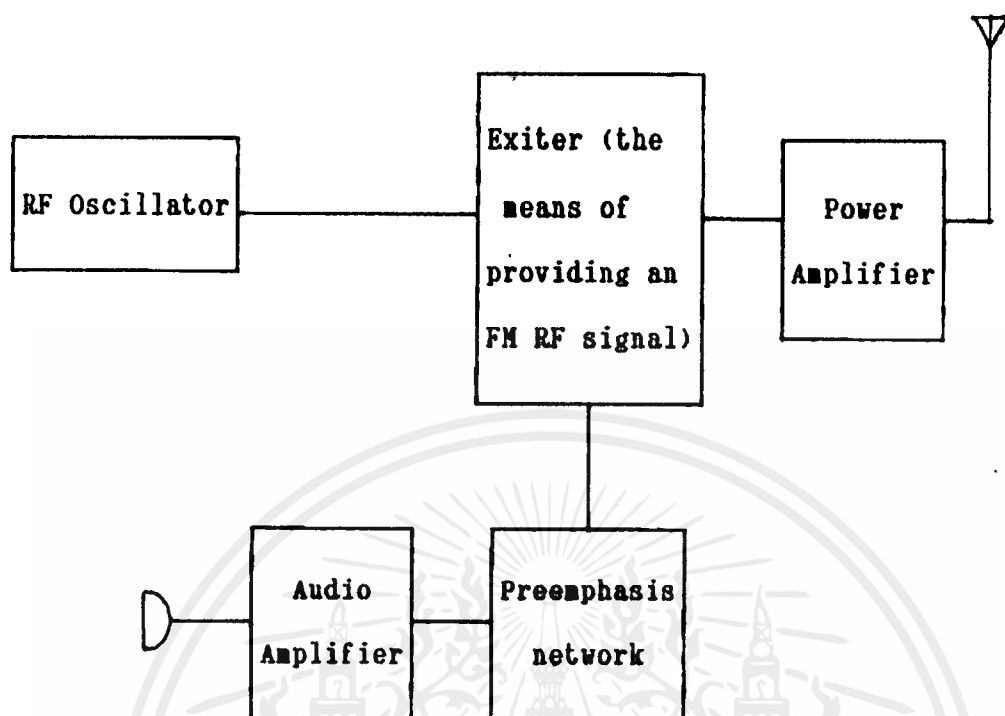 RF Oscillator
Exiter (the
means of
providing an
FM RF signal)
Power
Amplifier
Audio
Amplifier
Preemphasis
network